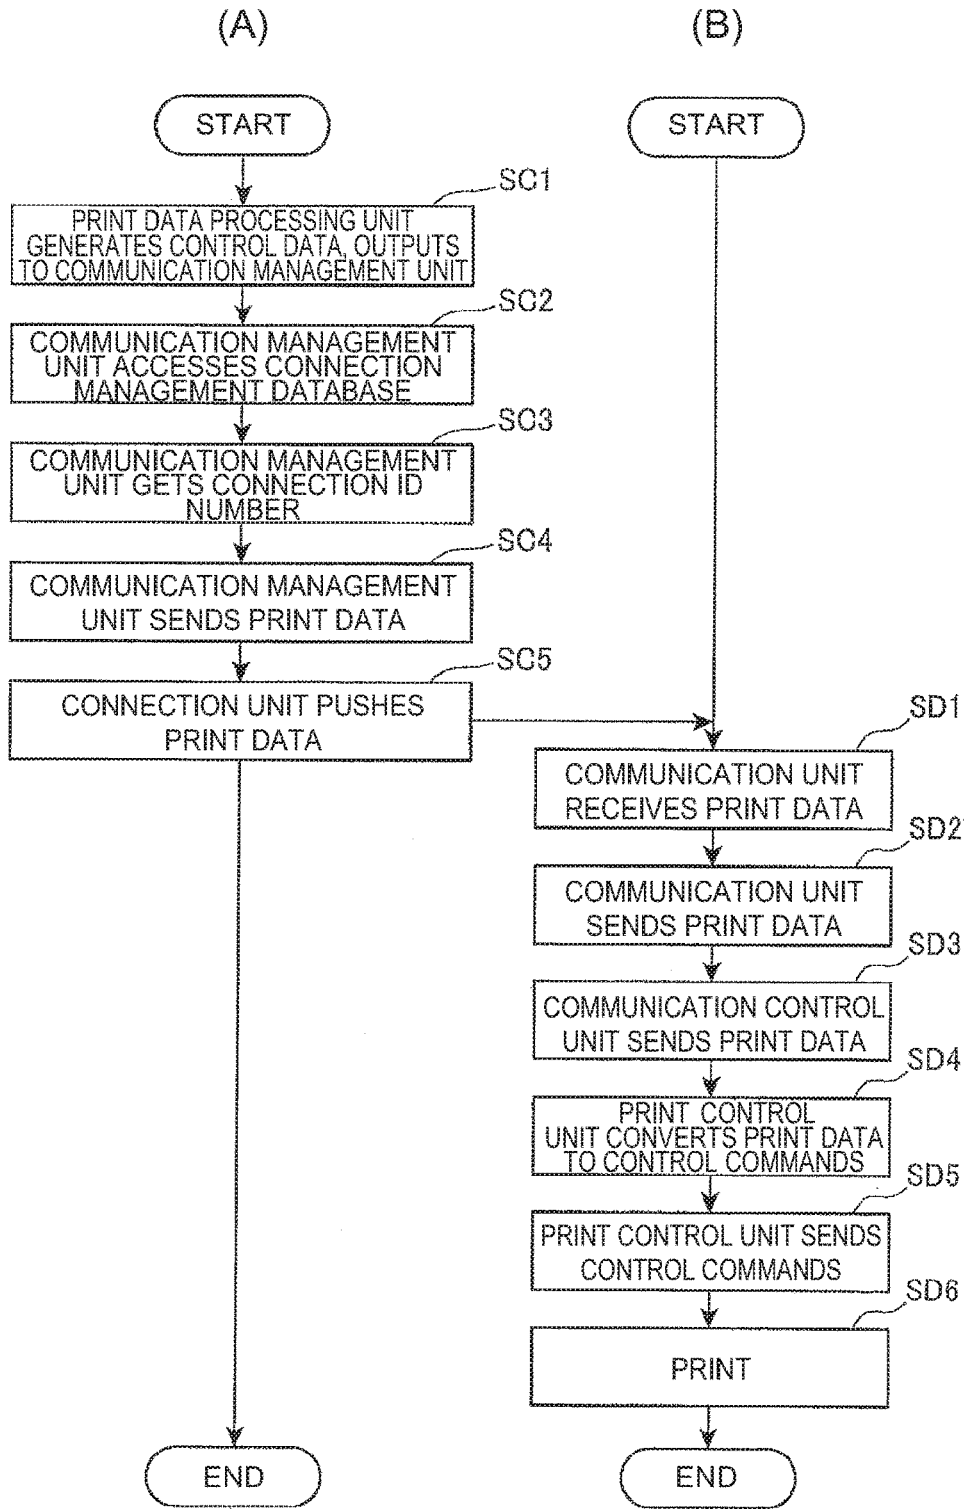 (A)
START
SC1
PRINT DATA PROCESSING UNIT
GENERATES CONTROL DATA, OUTPUTS
TO COMMUNICATION MANAGEMENT UNIT
SC2
COMMUNICATION MANAGEMENT
UNIT ACCESSES CONNECTION
MANAGEMENT DATABASE
SC3
COMMUNICATION MANAGEMENT
UNIT GETS CONNECTION ID
NUMBER
SC4
COMMUNICATION MANAGEMENT
UNIT SENDS PRINT DATA
SC5
CONNECTION UNIT PUSHES
PRINT DATA
END
(B)
START
SD1
COMMUNICATION UNIT
RECEIVES PRINT DATA
SD2
COMMUNICATION UNIT
SENDS PRINT DATA
SD3
COMMUNICATION CONTROL
UNIT SENDS PRINT DATA
SD4
PRINT CONTROL
UNIT CONVERTS PRINT DATA
TO CONTROL COMMANDS
SD5
PRINT CONTROL UNIT SENDS
CONTROL COMMANDS
SD6
PRINT
END